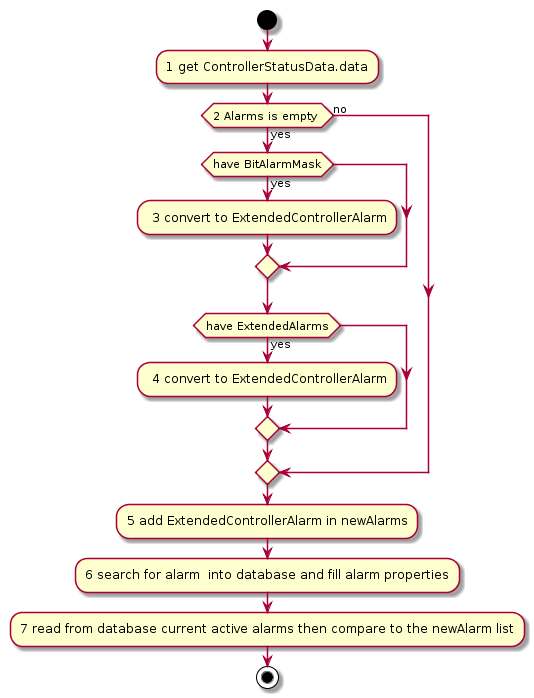 1 get ControllerStatusData.data
2 Alarms is empty
no
yes
have BitAlarmMask
yes
3 convert to ExtendedControllerAlarm
have ExtendedAlarms
yes
4 convert to ExtendedControllerAlarm
5 add ExtendedControllerAlarm in newAlarms
6 search for alarm  into database and fill alarm properties
7 read from database current active alarms then compare to the newAlarm list